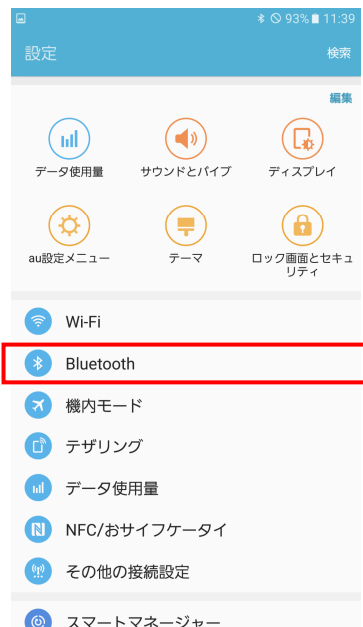 93% 11:39
設定 検索
編集
データ使用量 サウンドとバイブ ディスプレイ
au設定メニュー テーマ ロック画面とセキュ
リティ
Wi-Fi
Bluetooth
機内モード
テザリング
データ使用量
NFC/おサイフケータイ
その他の接続設定
スマートマネージャー